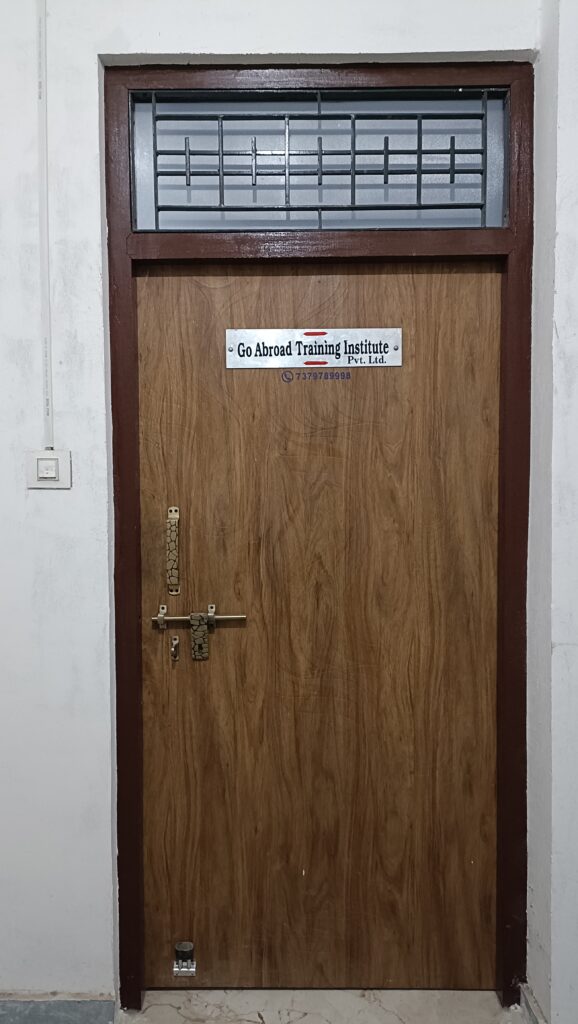 Go Abroad Training Institute
Pvt. Ltd.
7379789998